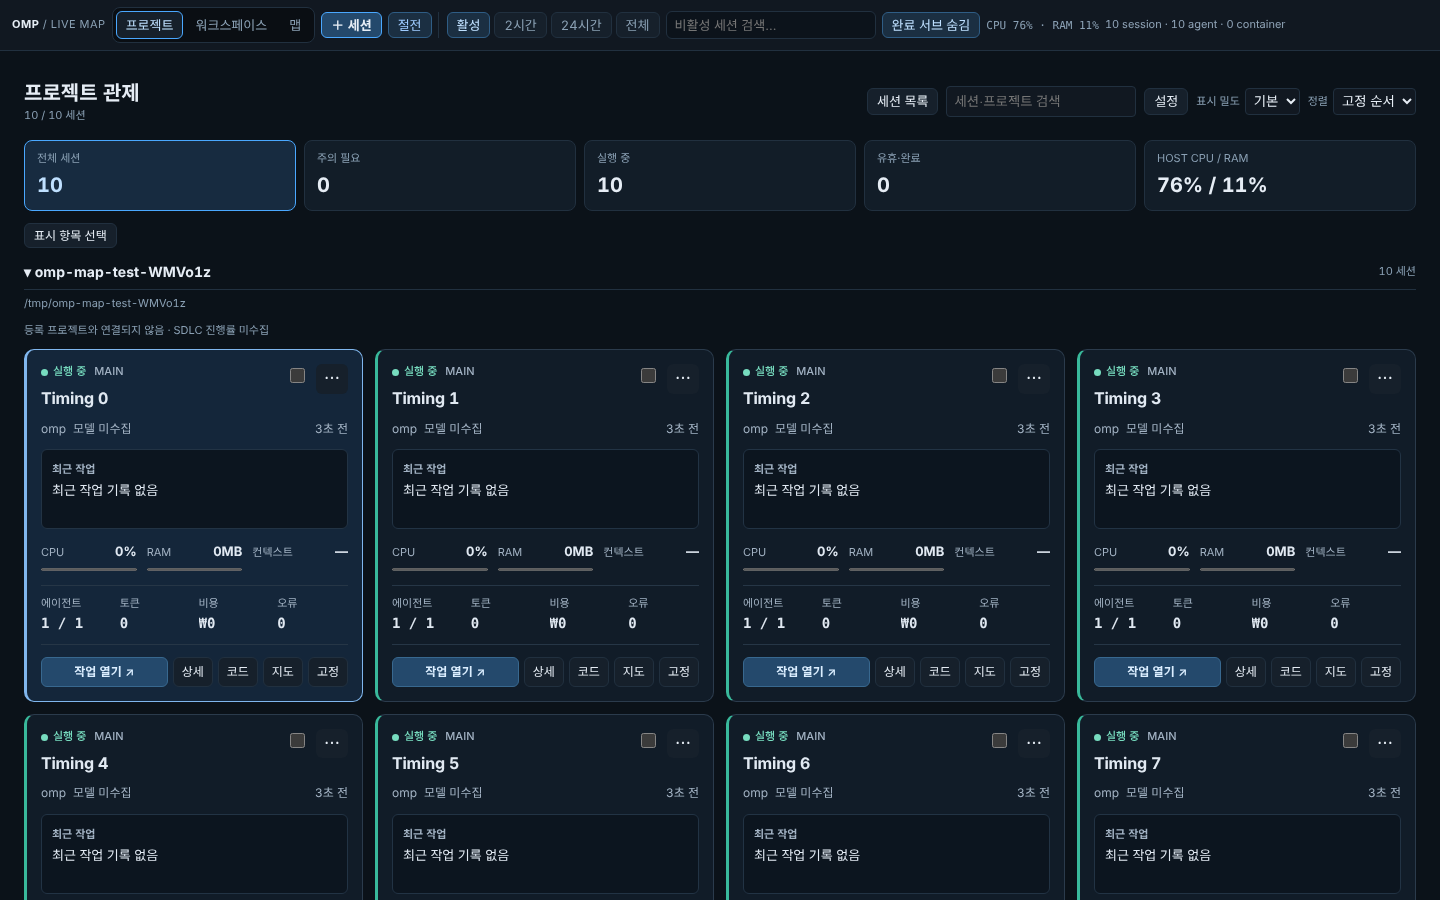 OMP / LIVE MAP 프로젝트 워크스페이스 맵 + 세션 절전 활성 2시간 24시간 전체 비활성 세션 검색... 완료 서브 숨김 CPU 76% · RAM 11% 10 session · 10 agent · 0 container
프로젝트 관제
10 / 10 세션
세션 목록 세션·프로젝트 검색 설정 표시 밀도 기본 정렬 고정 순서
전체 세션 주의 필요 실행 중 유휴·완료 HOST CPU / RAM
10 0 10 0 76% / 11%
표시 항목 선택
▾ omp-map-test-WMVo1z 10 세션
/tmp/omp-map-test-WMVo1z
등록 프로젝트와 연결되지 않음 · SDLC 진행률 미수집
실행 중 MAIN ... 실행 중 MAIN ... 실행 중 MAIN ... 실행 중 MAIN ...
Timing 0 Timing 1 Timing 2 Timing 3
omp 모델 미수집 3초 전 omp 모델 미수집 3초 전 omp 모델 미수집 3초 전 omp 모델 미수집 3초 전
최근 작업 최근 작업 최근 작업 최근 작업
최근 작업 기록 없음 최근 작업 기록 없음 최근 작업 기록 없음 최근 작업 기록 없음
CPU 0% RAM 0MB 컨텍스트 — CPU 0% RAM 0MB 컨텍스트 — CPU 0% RAM 0MB 컨텍스트 — CPU 0% RAM 0MB 컨텍스트 —
에이전트 토큰 비용 오류 에이전트 토큰 비용 오류 에이전트 토큰 비용 오류 에이전트 토큰 비용 오류
1 / 1 0 ₩0 0 1 / 1 0 ₩0 0 1 / 1 0 ₩0 0 1 / 1 0 ₩0 0
작업 열기 ↗ 상세 코드 지도 고정 작업 열기 ↗ 상세 코드 지도 고정 작업 열기 ↗ 상세 코드 지도 고정 작업 열기 ↗ 상세 코드 지도 고정
실행 중 MAIN ... 실행 중 MAIN ... 실행 중 MAIN ... 실행 중 MAIN ...
Timing 4 Timing 5 Timing 6 Timing 7
omp 모델 미수집 3초 전 omp 모델 미수집 3초 전 omp 모델 미수집 3초 전 omp 모델 미수집 3초 전
최근 작업 최근 작업 최근 작업 최근 작업
최근 작업 기록 없음 최근 작업 기록 없음 최근 작업 기록 없음 최근 작업 기록 없음